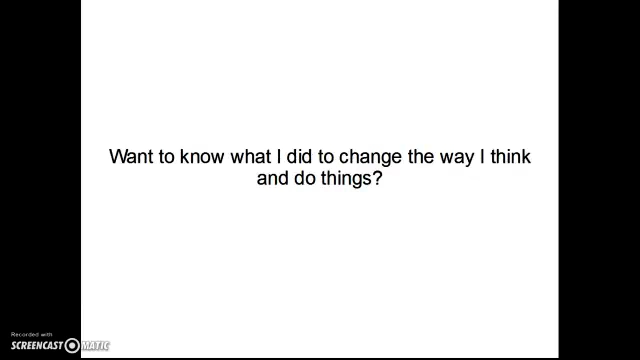 Want to know what I did to change the way I think
and do things?
Recorded with
SCREENCAST MATIC